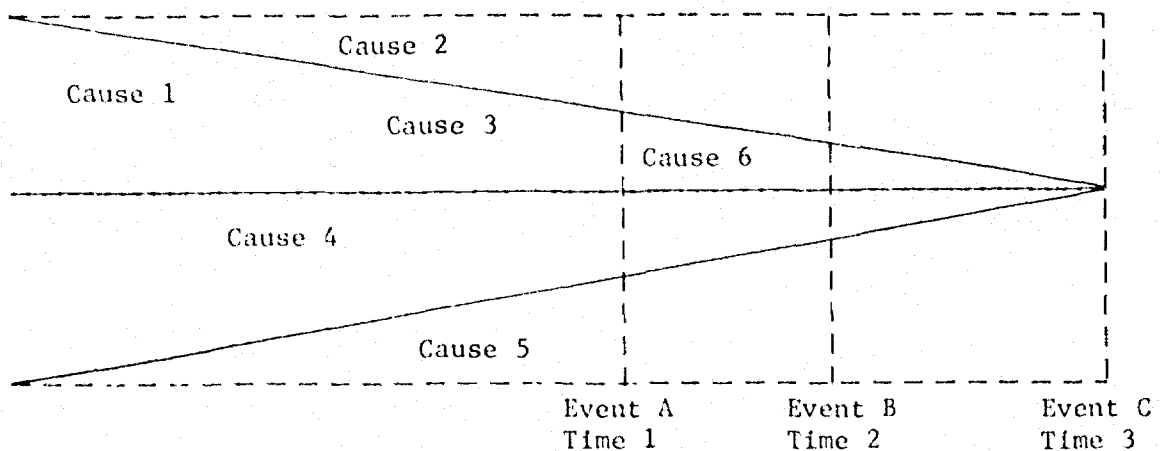 Cause 2
Cause 1
Cause 3
Cause 6
Cause 4
Cause 5
Event A
Time 1
Event B
Time 2
Event C
Time 3